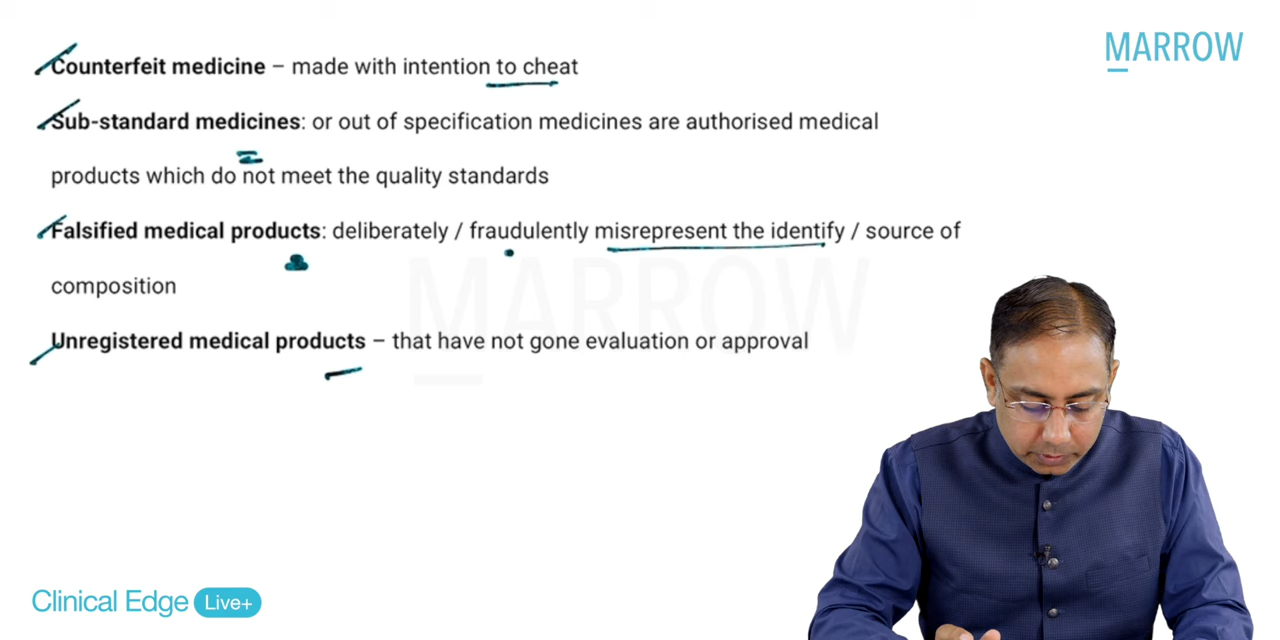 MARROW
Counterfeit medicine – made with intention to cheat
Sub-standard medicines: or out of specification medicines are authorised medical
products which do not meet the quality standards
Falsified medical products: deliberately / fraudulently misrepresent the identify / source of
composition
MARROW
Unregistered medical products – that have not gone evaluation or approval
Clinical Edge Live+